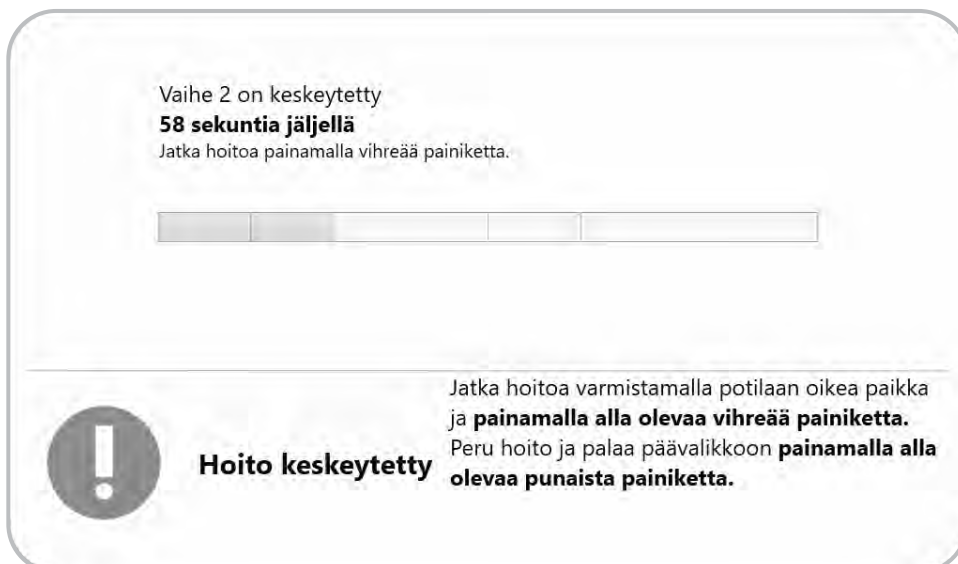 Vaihe 2 on keskeytetty
58 sekuntia jäljellä
Jatka hoitoa painamalla vihreää painiketta.
Hoito keskeytetty
Jatka hoitoa varmistamalla potilaan oikea paikka
ja painamalla alla olevaa vihreää painiketta.
Peru hoito ja palaa päävalikkoon painamalla alla
olevaa punaista painiketta.